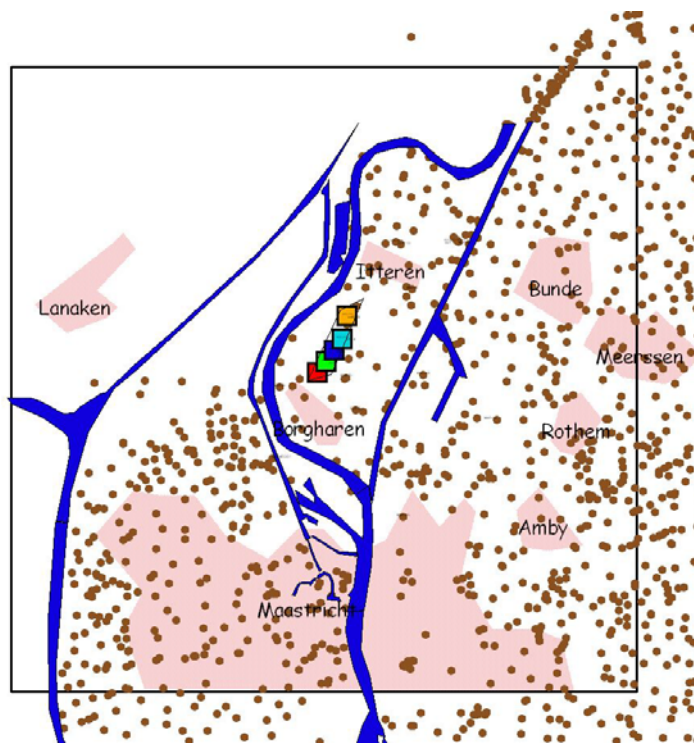 Itteren
Bunde
Lanaken
Meerssen
Borgharen
Rothem
Amby
Maastricht